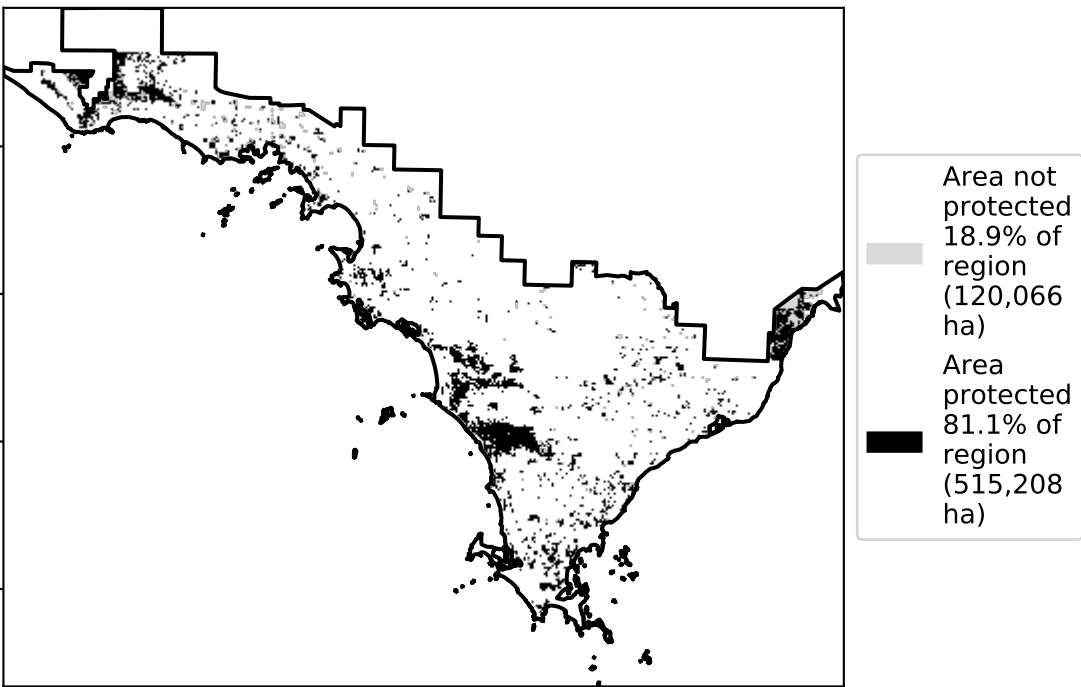 Area not
protected
18.9% of
region
(120,066
ha)
Area
protected
81.1% of
region
(515,208
ha)